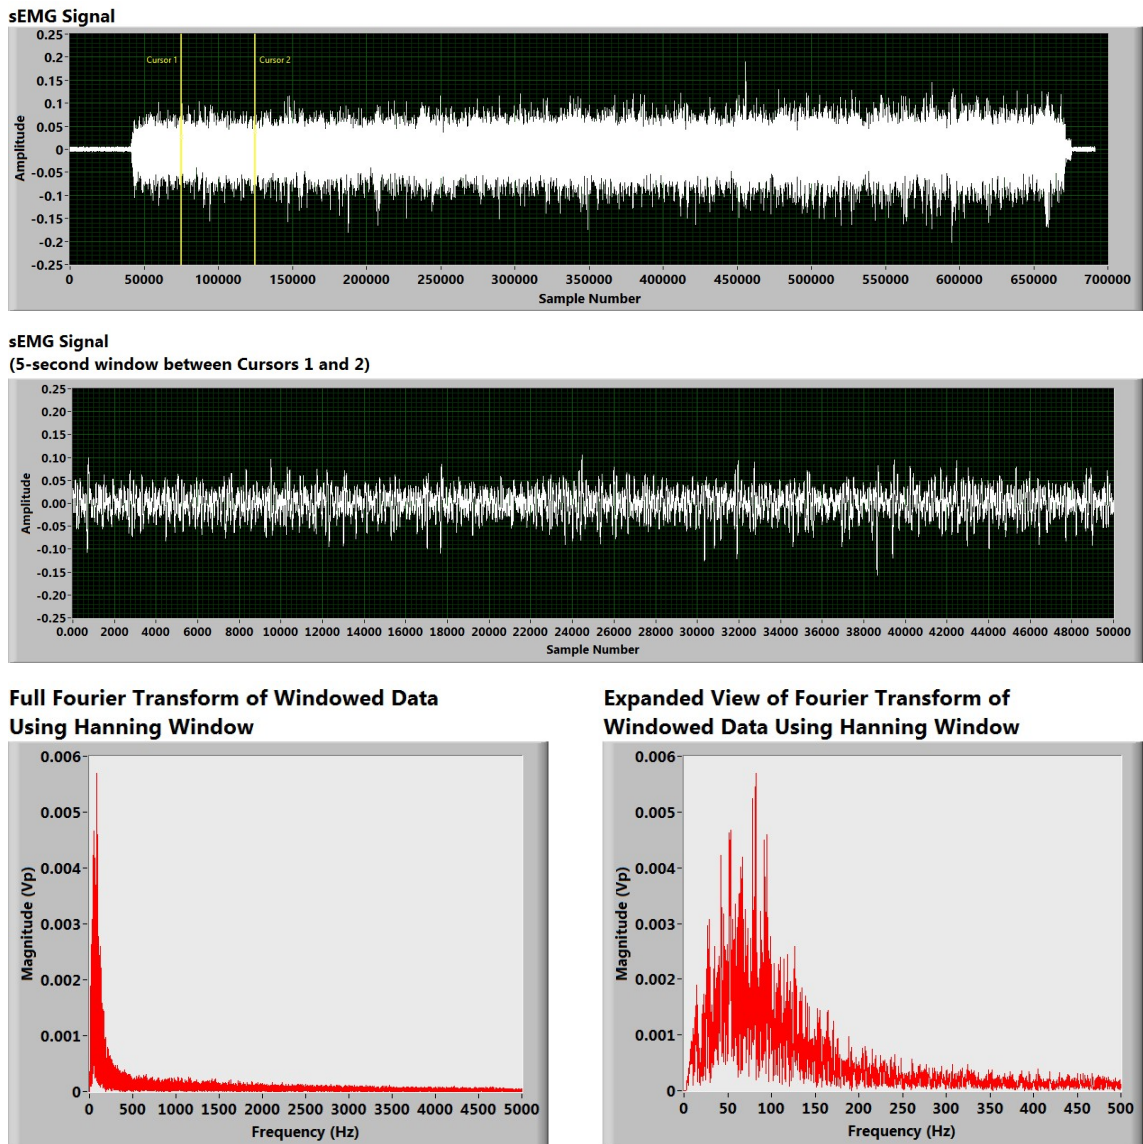 sEMG Signal
0.25
0.2
0.15
0.1
0.05
0
-0.05
-0.1
-0.15
-0.2
-0.25
Amplitude
Cursor 1
Cursor 2
0 50000 100000 150000 200000 250000 300000 350000 400000 450000 500000 550000 600000 650000 700000
Sample Number
sEMG Signal
(5-second window between Cursors 1 and 2)
0.25
0.20
0.15
0.10
0.05
0.00
-0.05
-0.10
-0.15
-0.20
-0.25
Amplitude
0.000 2000 4000 6000 8000 10000 12000 14000 16000 18000 20000 22000 24000 26000 28000 30000 32000 34000 36000 38000 40000 42000 44000 46000 48000 50000
Sample Number
Full Fourier Transform of Windowed Data
Using Hanning Window
0.006
0.005
0.004
0.003
0.002
0.001
0
Magnitude (Vp)
0 500 1000 1500 2000 2500 3000 3500 4000 4500 5000
Frequency (Hz)
Expanded View of Fourier Transform of
Windowed Data Using Hanning Window
0.006
0.005
0.004
0.003
0.002
0.001
0
Magnitude (Vp)
0 50 100 150 200 250 300 350 400 450 500
Frequency (Hz)